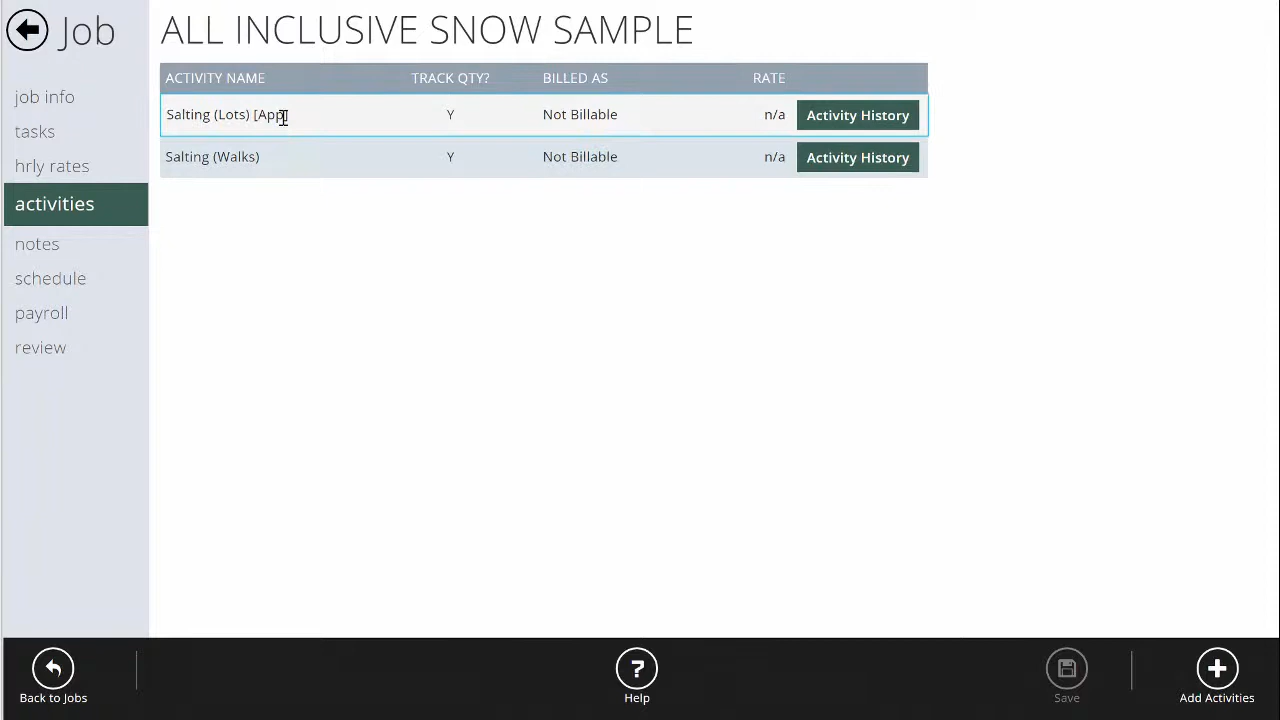 Job
ALL INCLUSIVE SNOW SAMPLE
job info
tasks
hrly rates
activities
notes
schedule
payroll
review
ACTIVITY NAME TRACK QTY? BILLED AS RATE
Salting (Lots) [App] Y Not Billable n/a Activity History
Salting (Walks) Y Not Billable n/a Activity History
Back to Jobs
? Help
Save
Add Activities